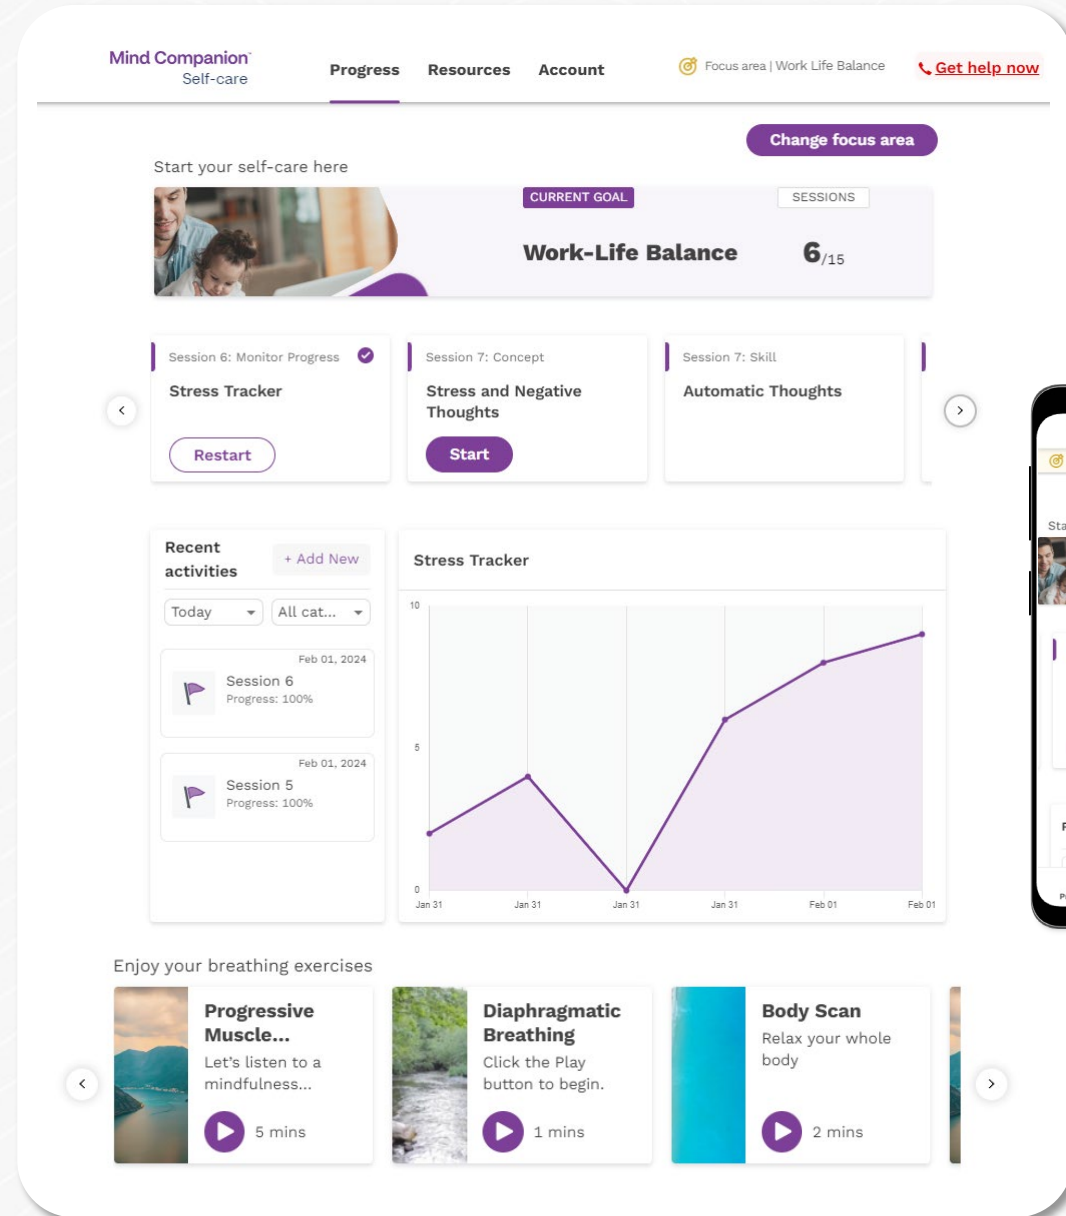 Mind Companion™
Self-care
Progress Resources Account
Focus area | Work Life Balance
Get help now
Change focus area
Start your self-care here
CURRENT GOAL
SESSIONS
Work-Life Balance
6/15
Session 6: Monitor Progress
Stress Tracker
Restart
Session 7: Concept
Stress and Negative
Thoughts
Start
Session 7: Skill
Automatic Thoughts
Recent
activities
+ Add New
Today
All cat...
Feb 01, 2024
Session 6
Progress: 100%
Feb 01, 2024
Session 5
Progress: 100%
Stress Tracker
10
5
0
Jan 31 Jan 31 Jan 31 Jan 31 Feb 01 Feb 01
Enjoy your breathing exercises
Progressive
Muscle...
Let's listen to a
mindfulness...
5 mins
Diaphragmatic
Breathing
Click the Play
button to begin.
1 mins
Body Scan
Relax your whole
body
2 mins